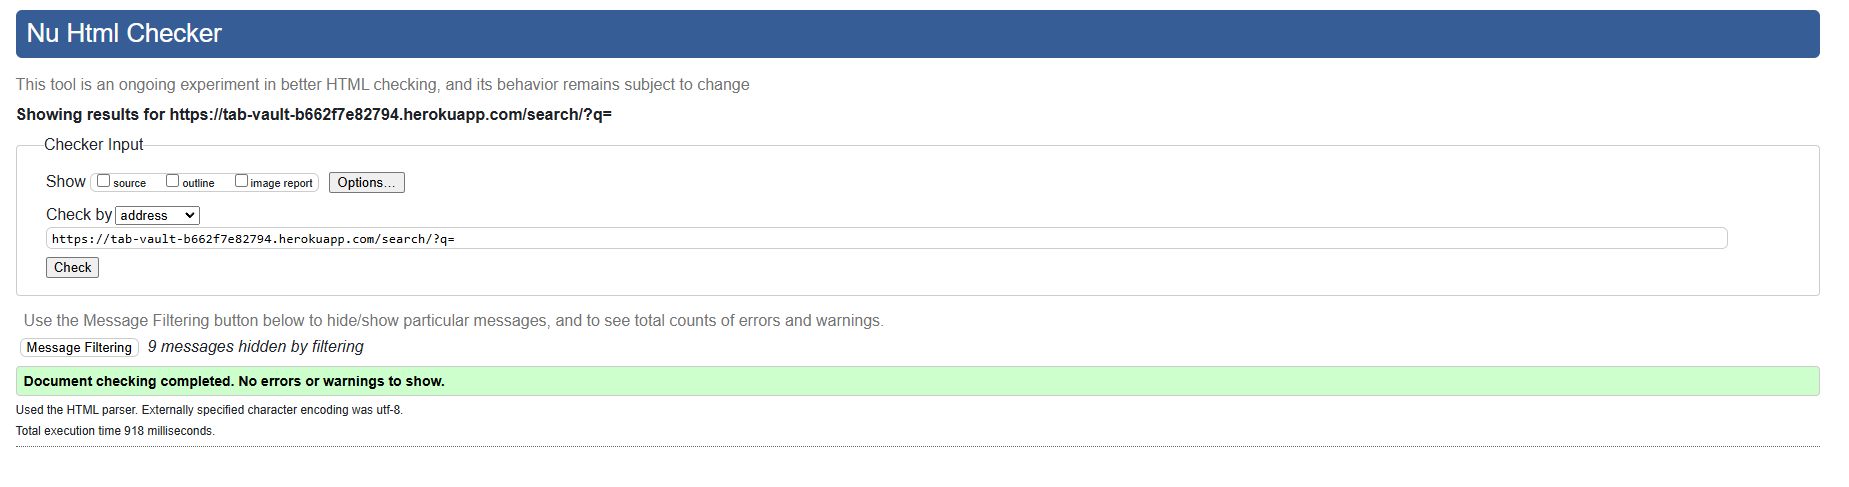 Nu Html Checker
This tool is an ongoing experiment in better HTML checking, and its behavior remains subject to change
Showing results for https://tab-vault-b662f7e82794.herokuapp.com/search/?q=
Checker Input
Show source outline image report Options...
Check by address
https://tab-vault-b662f7e82794.herokuapp.com/search/?q=
Check
Use the Message Filtering button below to hide/show particular messages, and to see total counts of errors and warnings.
Message Filtering 9 messages hidden by filtering
Document checking completed. No errors or warnings to show.
Used the HTML parser. Externally specified character encoding was utf-8.
Total execution time 918 milliseconds.